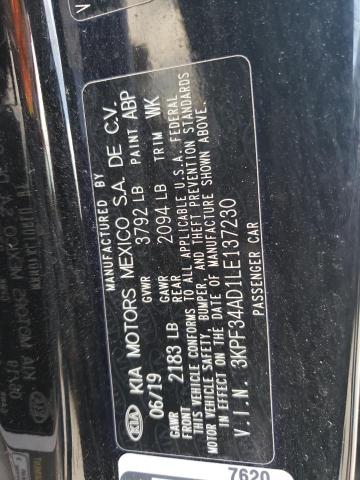 MANUFACTURED BY
KIA KIA MOTORS MEXICO S.A. DE C.V.
06/19 GVWR 3792 LB PAINT ABP
GAWR 2183 LB GAWR REAR 2094 LB TRIM WK
THIS VEHICLE CONFORMS TO ALL APPLICABLE U.S.A. FEDERAL
MOTOR VEHICLE SAFETY, BUMPER, AND THEFT PREVENTION STANDARDS
IN EFFECT ON THE DATE OF MANUFACTURE SHOWN ABOVE.
V.I.N. 3KPF34AD1LE137230
PASSENGER CAR
7620
V